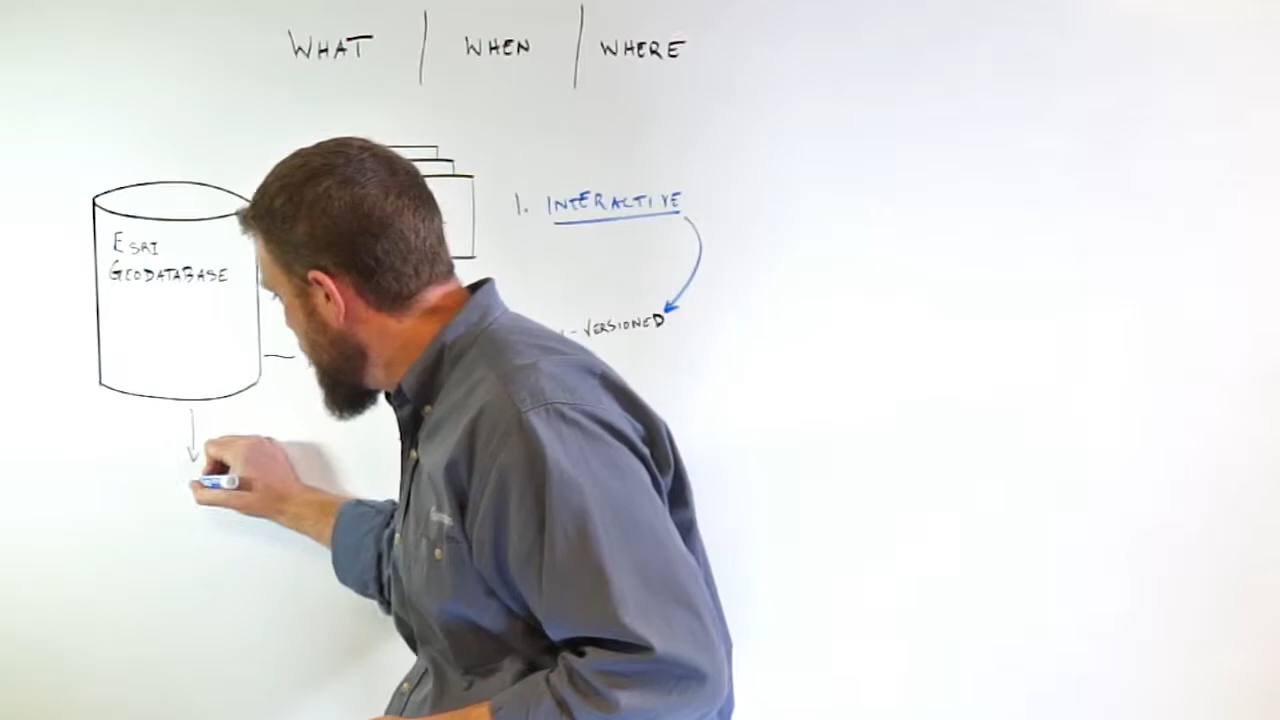 WHAT | WHEN | WHERE
ESRI
GEODATABASE
1. INTERACTIVE
-VERSIONED